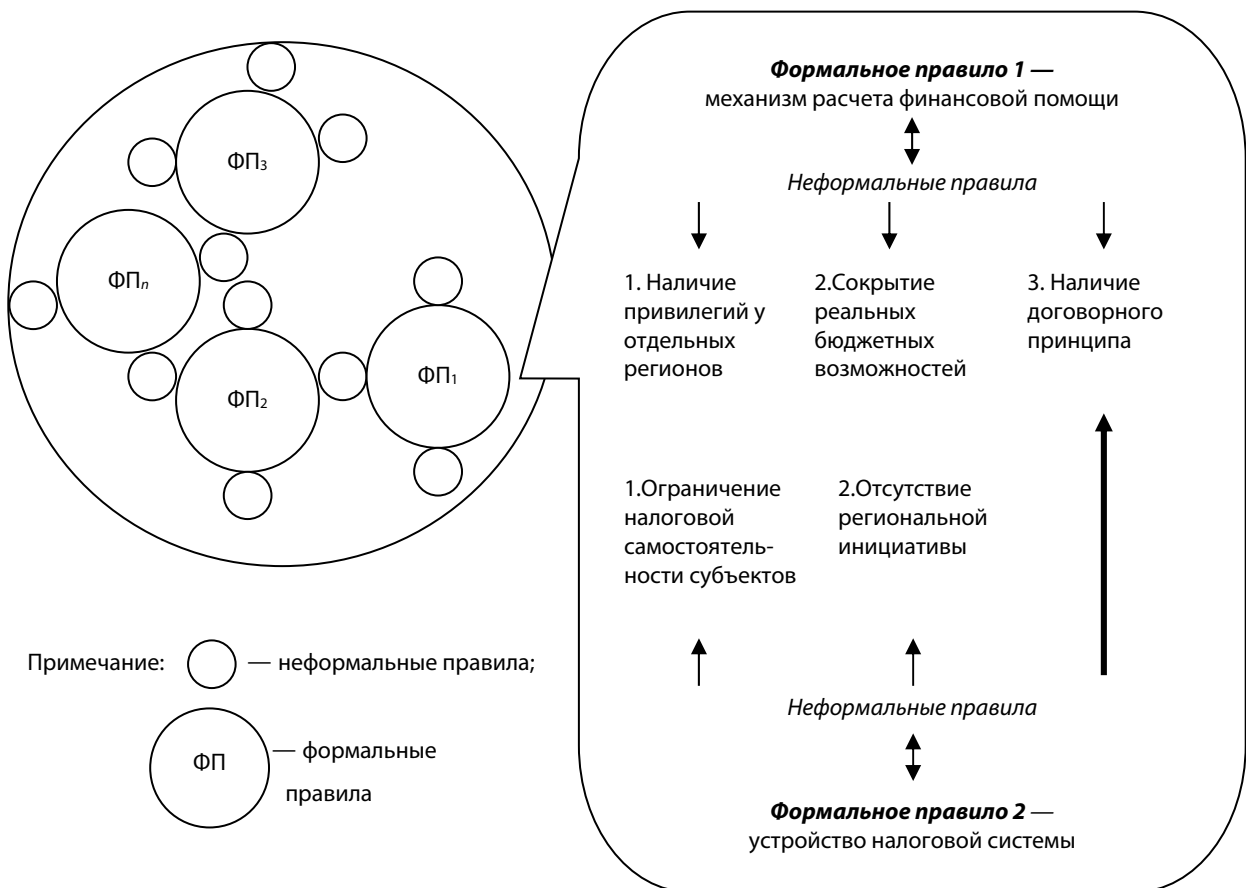 ФП₃
ФПn
ФП₂
ФП₁
Примечание:
— неформальные правила;
ФП
— формальные
правила
Формальное правило 1 —
механизм расчета финансовой помощи
Неформальные правила
1. Наличие
привилегий у
отдельных
регионов
2.Сокрытие
реальных
бюджетных
возможностей
3. Наличие
договорного
принципа
1.Ограничение
налоговой
самостоятель-
ности субъектов
2.Отсутствие
региональной
инициативы
Неформальные правила
Формальное правило 2 —
устройство налоговой системы